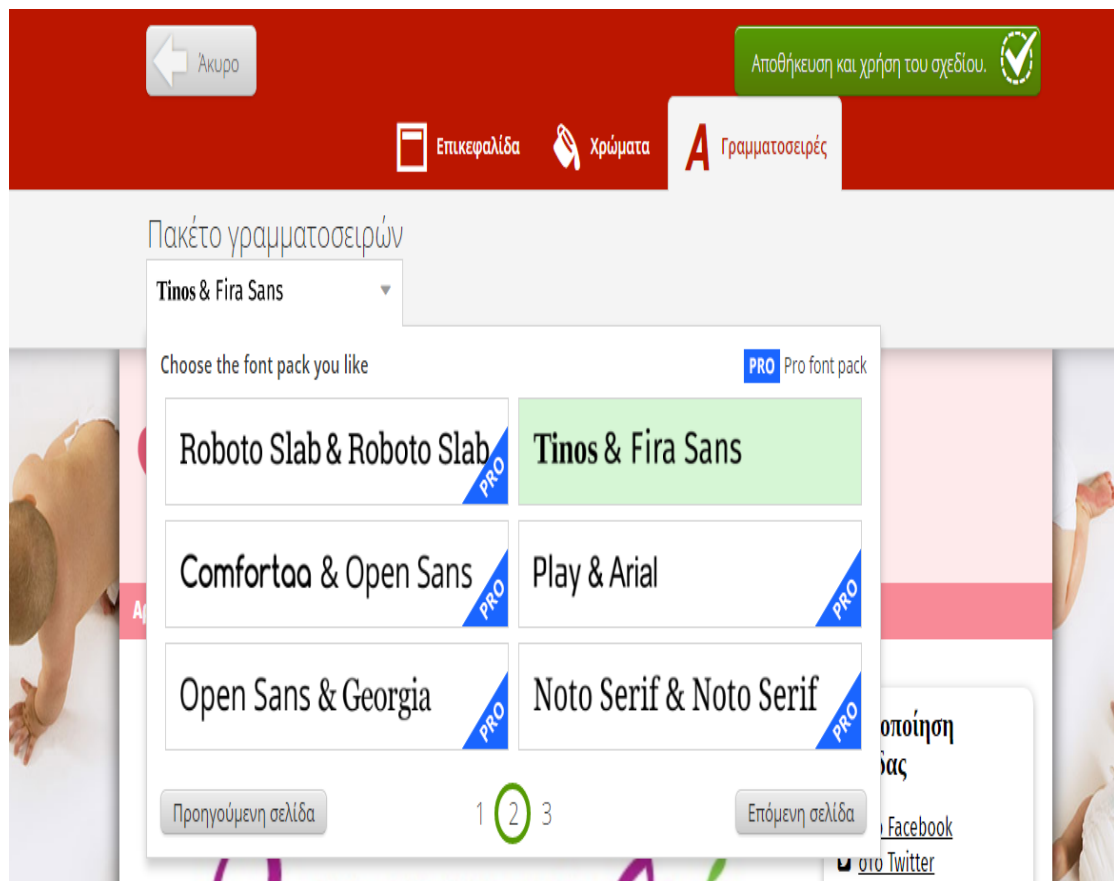 Άκυρο
Αποθήκευση και χρήση του σχεδίου.
Επικεφαλίδα
Χρώματα
A Γραμματοσειρές
Πακέτο γραμματοσειρών
Tinos & Fira Sans
Choose the font pack you like
PRO Pro font pack
Roboto Slab & Roboto Slab
PRO
Tinos & Fira Sans
Comfortaa & Open Sans
PRO
Play & Arial
PRO
Open Sans & Georgia
PRO
Noto Serif & Noto Serif
PRO
Προηγούμενη σελίδα
1 2 3
Επόμενη σελίδα
Facebook
στο Twitter